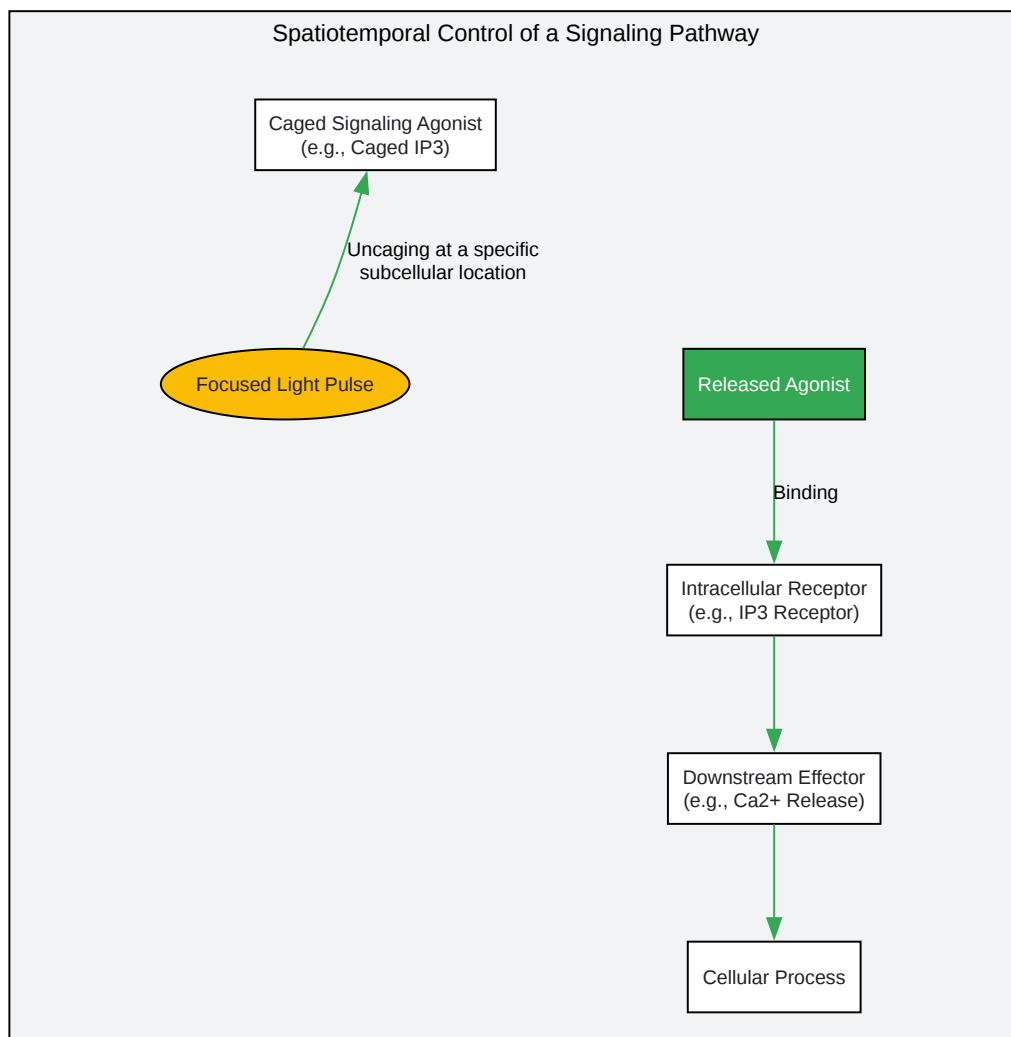 Spatiotemporal Control of a Signaling Pathway
Caged Signaling Agonist
(e.g., Caged IP3)
Uncaging at a specific
subcellular location
Focused Light Pulse
Released Agonist
Binding
Intracellular Receptor
(e.g., IP3 Receptor)
Downstream Effector
(e.g., Ca2+ Release)
Cellular Process